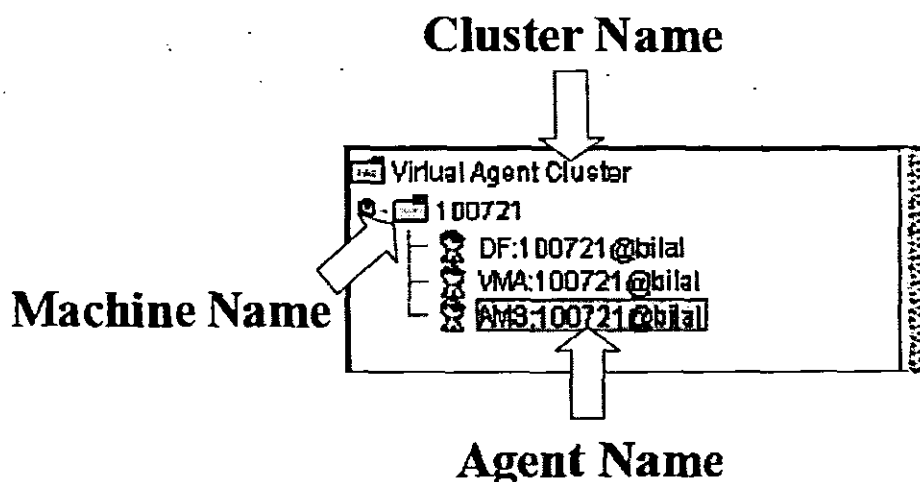 Cluster Name
Virtual Agent Cluster
100721
DF:100721@bilal
VMA:100721@bilal
Machine Name
AMS:100721@bilal
Agent Name